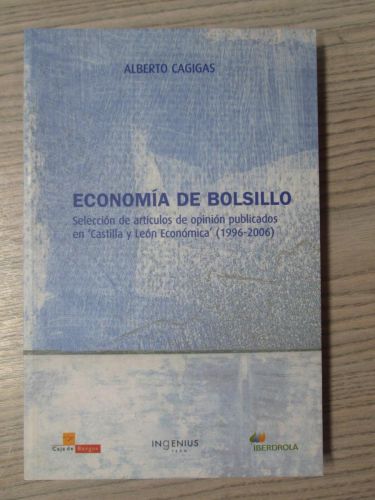 ALBERTO CAGIGAS
ECONOMÍA DE BOLSILLO
Selección de artículos de opinión publicados
en 'Castilla y León Económica' (1996-2006)
Caja de Burgos
INGENIUS
TEAM
IBERDROLA